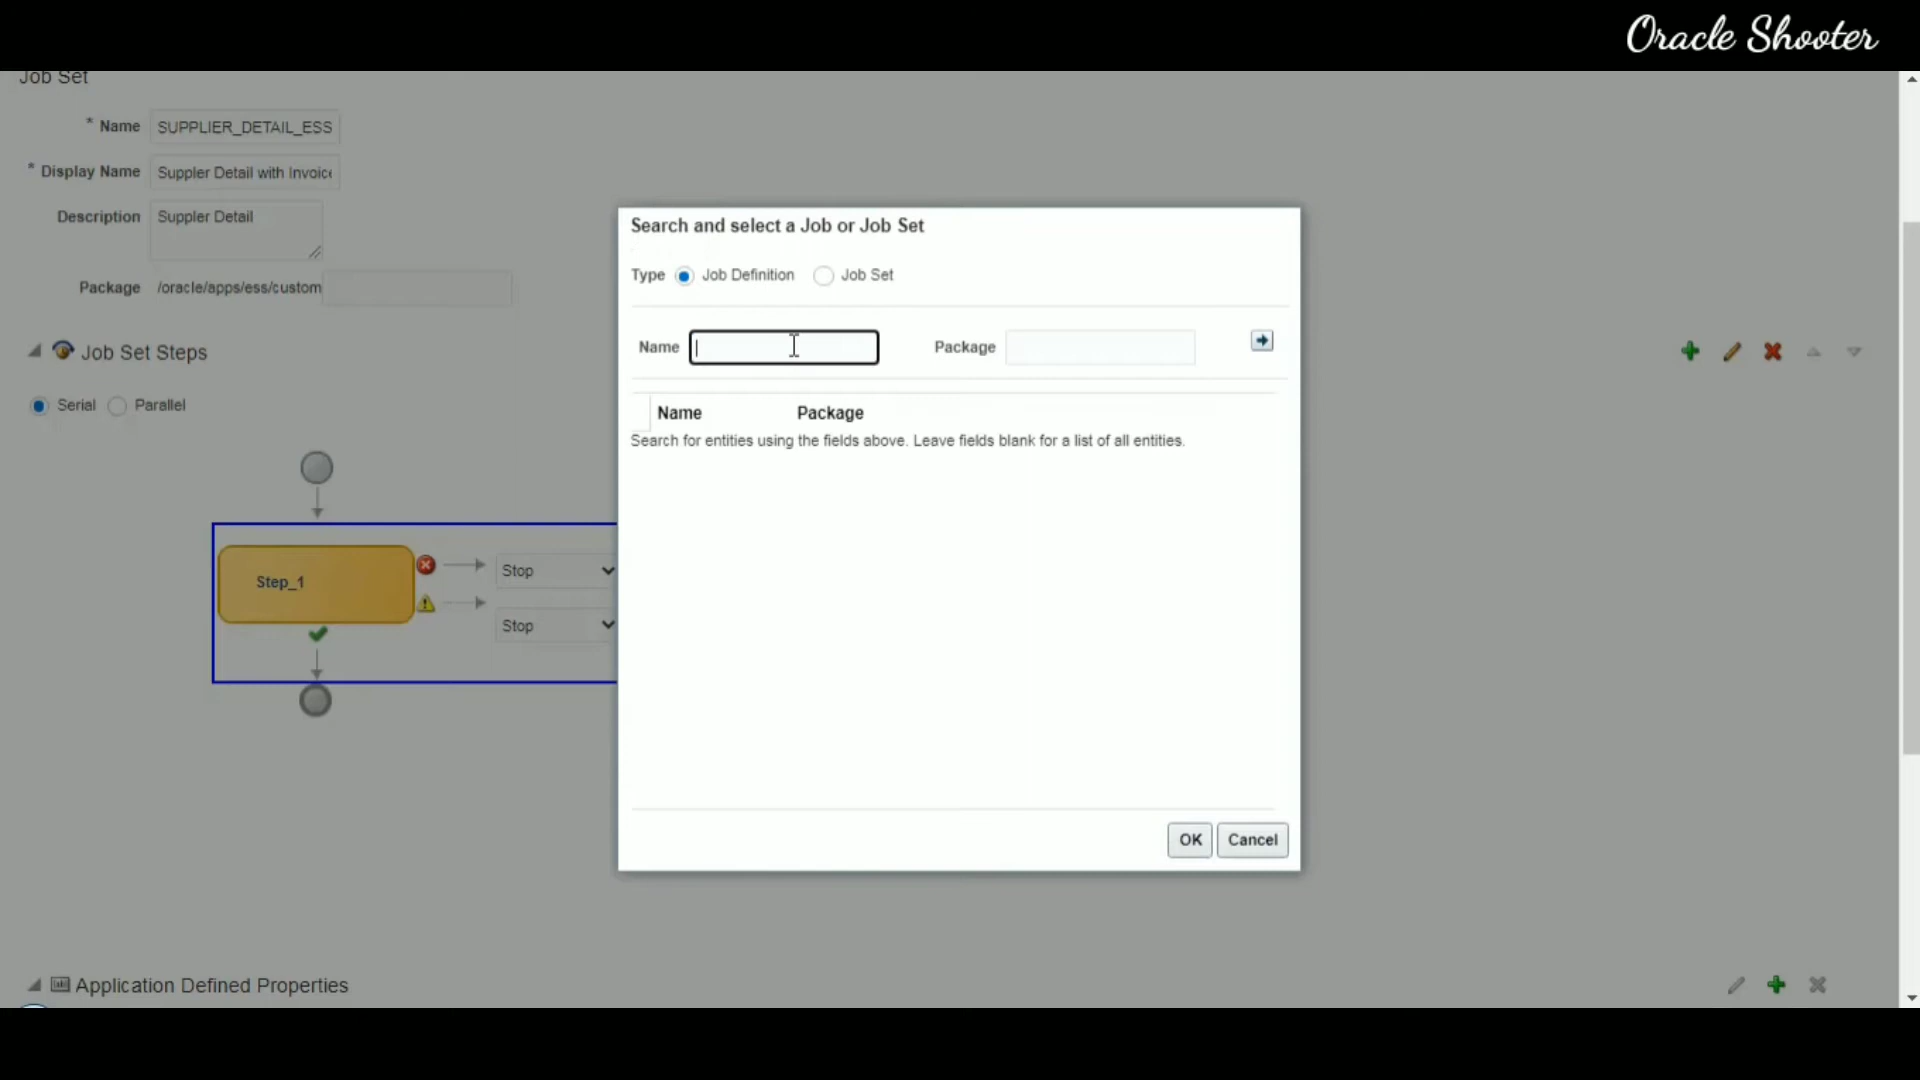 Oracle Shooter
Job Set
* Name SUPPLIER_DETAIL_ESS
* Display Name Suppler Detail with Invoice
Description Suppler Detail
Package /oracle/apps/ess/custom
Job Set Steps
Serial Parallel
Step_1
Stop
Stop
Search and select a Job or Job Set
Type Job Definition Job Set
Name Package
Name Package
Search for entities using the fields above. Leave fields blank for a list of all entities.
OK Cancel
Application Defined Properties